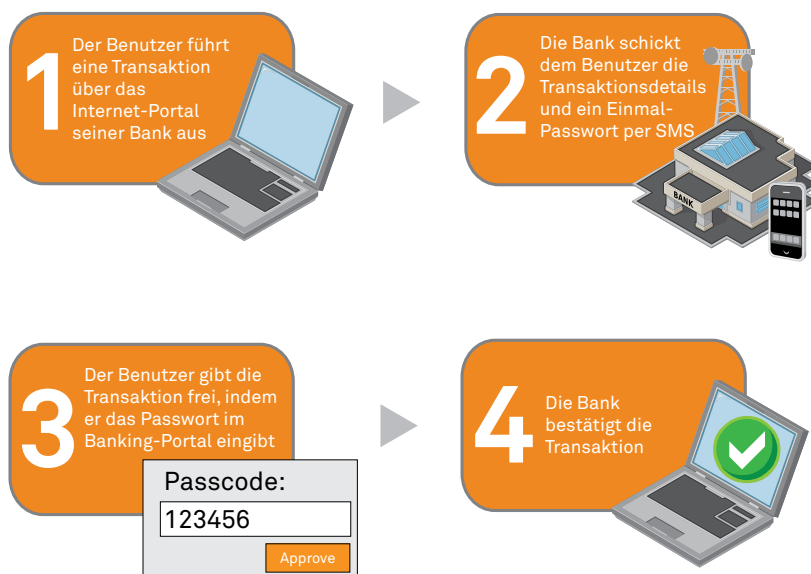 1
Der Benutzer führt
eine Transaktion
über das
Internet-Portal
seiner Bank aus
2
Die Bank schickt
dem Benutzer die
Transaktionsdetails
und ein Einmal-
Passwort per SMS
BANK
3
Der Benutzer gibt die
Transaktion frei, indem
er das Passwort im
Banking-Portal eingibt
Passcode:
123456
Approve
4
Die Bank
bestätigt die
Transaktion